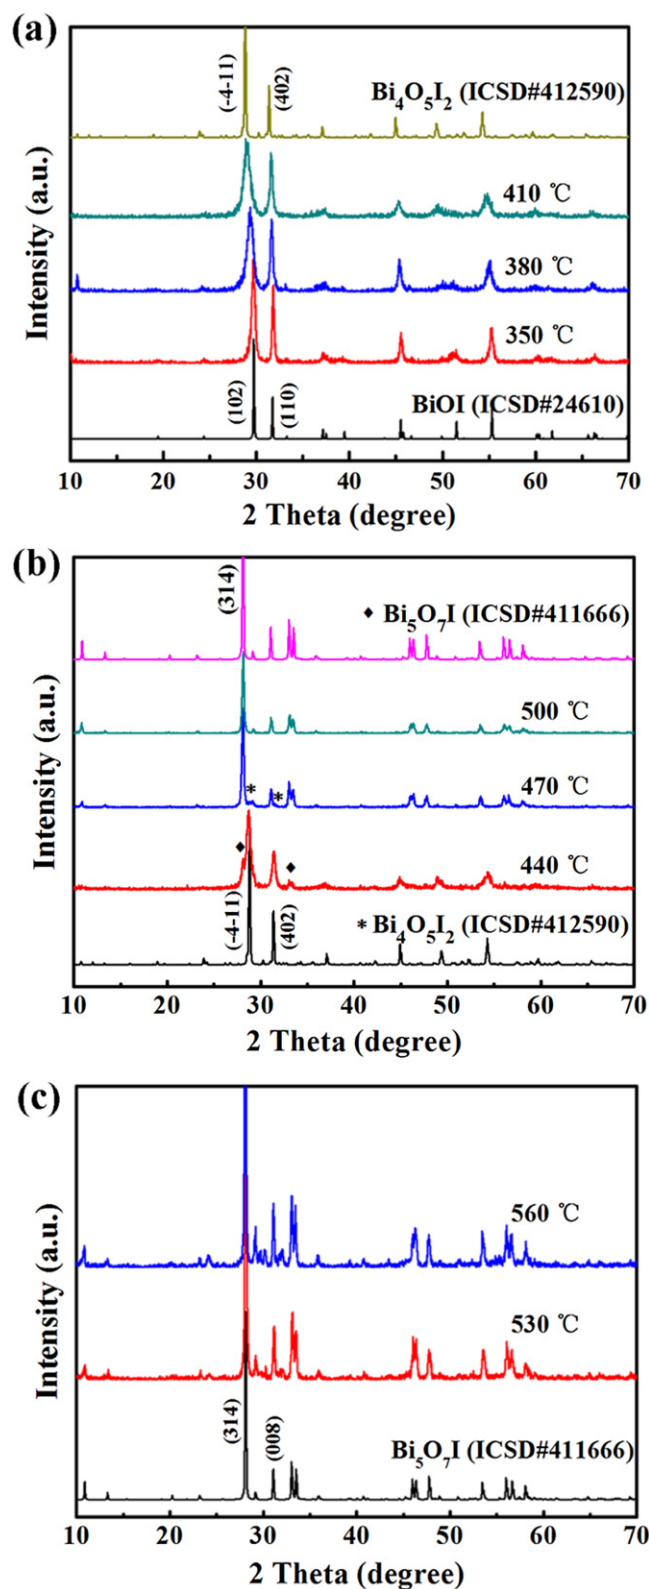 (a)
(-4-11)
(402)
Bi₄O₅I₂ (ICSD#412590)
410 ℃
380 ℃
350 ℃
(102)
(110)
BiOI (ICSD#24610)
Intensity (a.u.)
10 20 30 40 50 60 70
2 Theta (degree)
(b)
(314)
♦ Bi₅O₇I (ICSD#411666)
500 ℃
* *
470 ℃
♦ ♦
440 ℃
(-4-11)
(402)
* Bi₄O₅I₂ (ICSD#412590)
Intensity (a.u.)
10 20 30 40 50 60 70
2 Theta (degree)
(c)
560 ℃
530 ℃
(314)
(008)
Bi₅O₇I (ICSD#411666)
Intensity (a.u.)
10 20 30 40 50 60 70
2 Theta (degree)